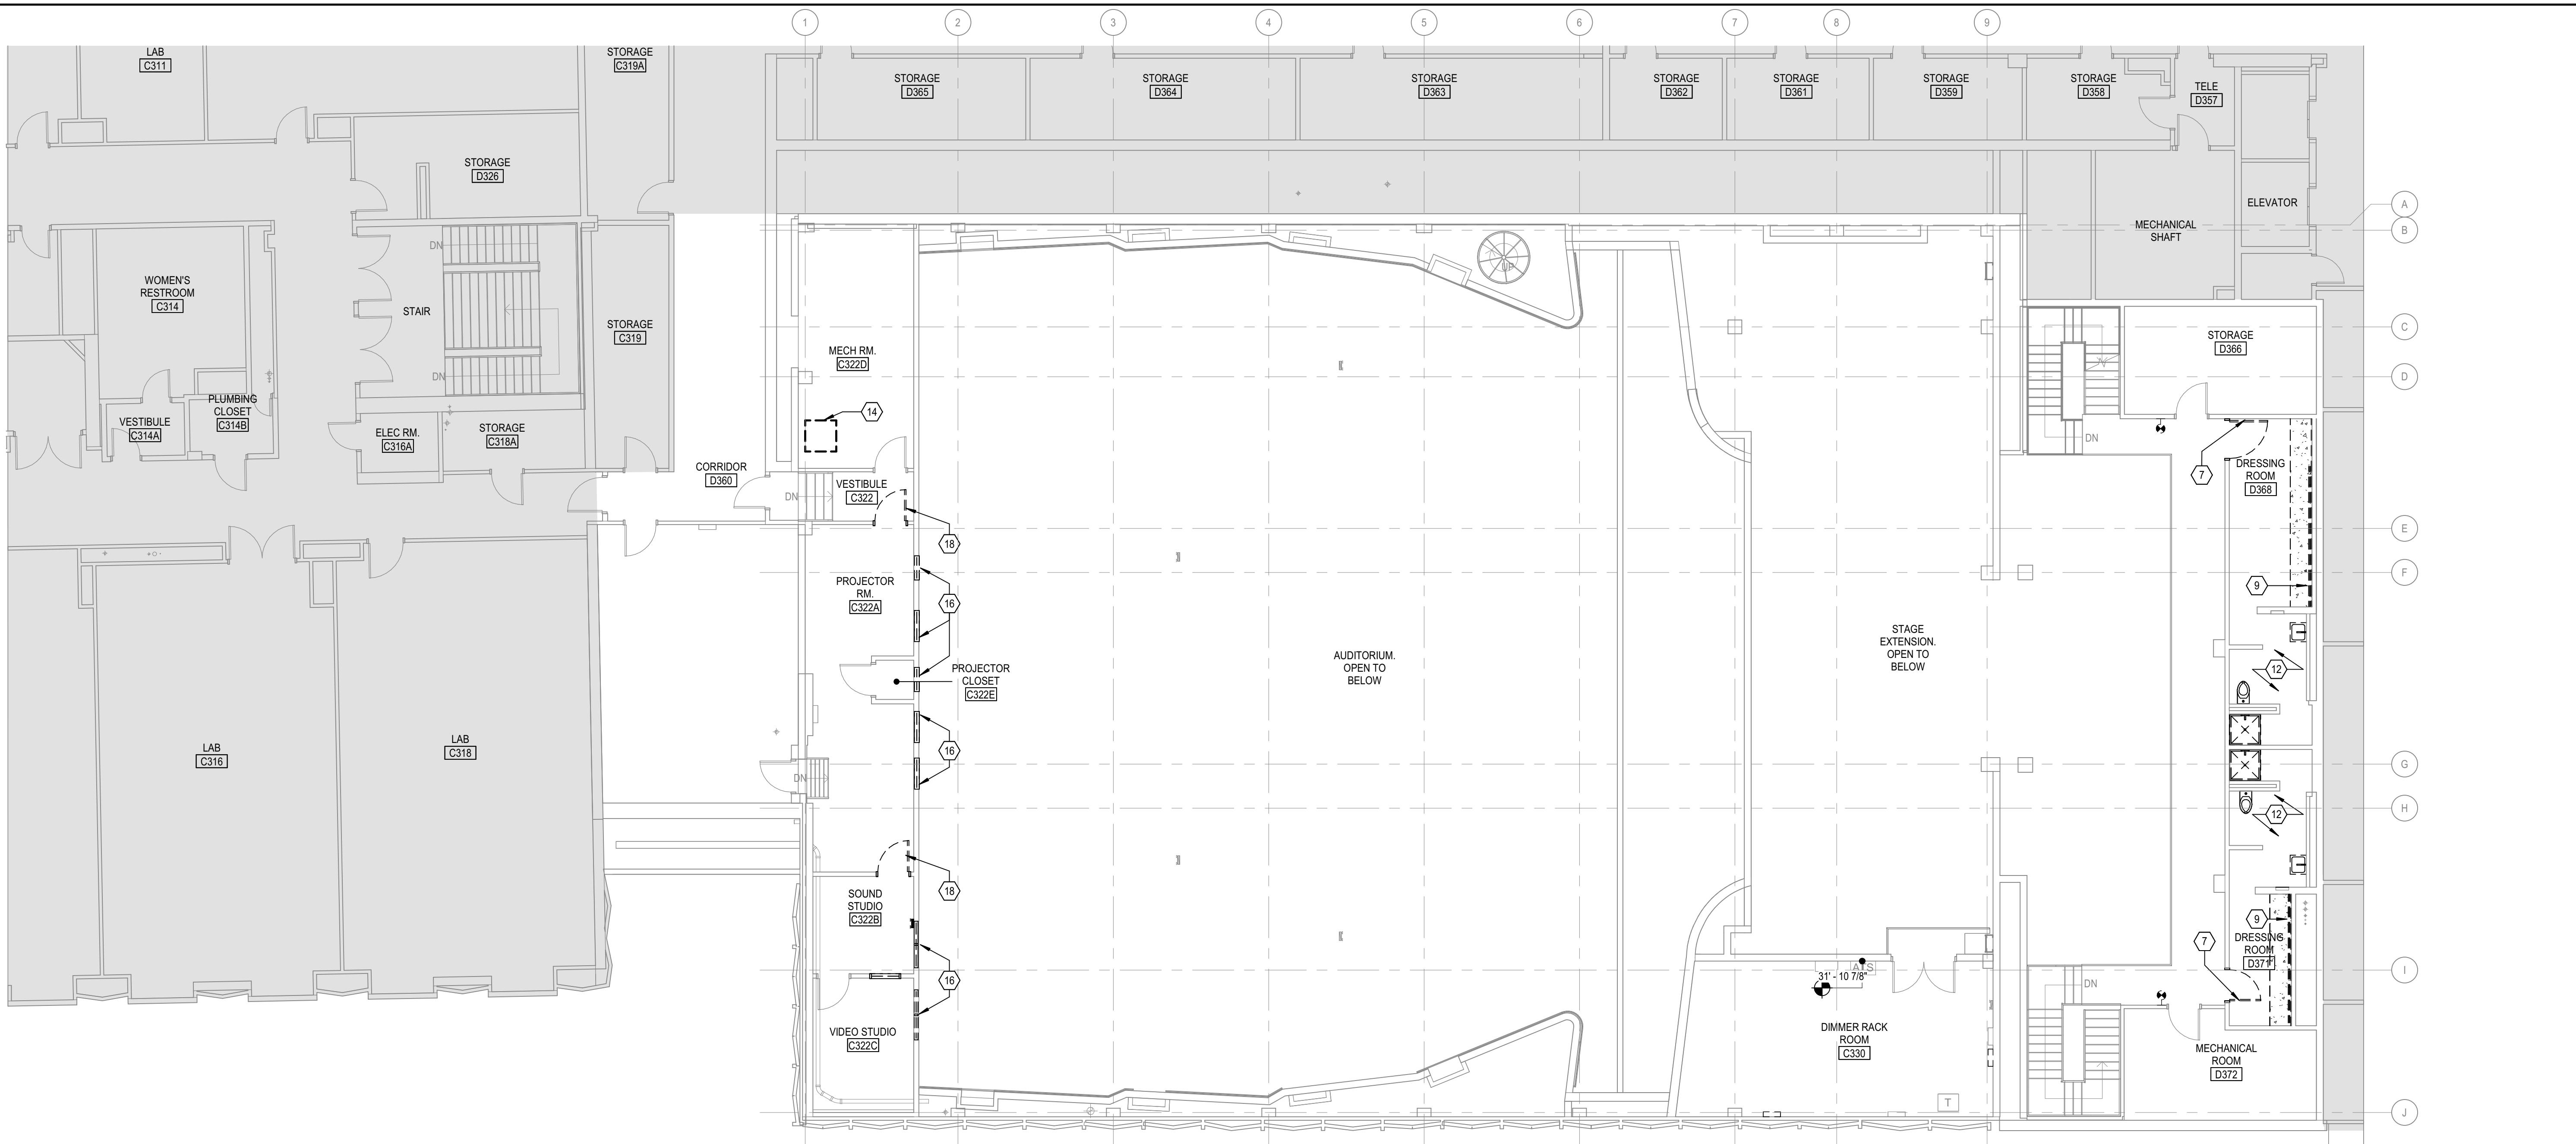 1
2
3
4
5
6
7
8
9
LAB
C311
STORAGE
C319A
STORAGE
D365
STORAGE
D364
STORAGE
D363
STORAGE
D362
STORAGE
D361
STORAGE
D359
STORAGE
D358
TELE
D357
STORAGE
D326
ELEVATOR
A
B
MECHANICAL
SHAFT
DN
WOMEN'S
RESTROOM
C314
STAIR
UP
STORAGE
C319
C
STORAGE
D366
MECH RM.
C322D
DN
D
PLUMBING
CLOSET
C314B
VESTIBULE
C314A
ELEC RM.
C316A
STORAGE
C318A
14
DN
7
CORRIDOR
D360
DRESSING
ROOM
D368
VESTIBULE
C322
DN
18
E
F
PROJECTOR
RM.
C322A
9
16
STAGE
EXTENSION.
OPEN TO
BELOW
AUDITORIUM.
OPEN TO
BELOW
PROJECTOR
CLOSET
C322E
12
LAB
C318
LAB
C316
16
DN
G
H
12
18
SOUND
STUDIO
C322B
9
DRESSING
ROOM
D371
7
I
ATS
31' - 10 7/8"
16
DN
VIDEO STUDIO
C322C
DIMMER RACK
ROOM
C330
MECHANICAL
ROOM
D372
T
J